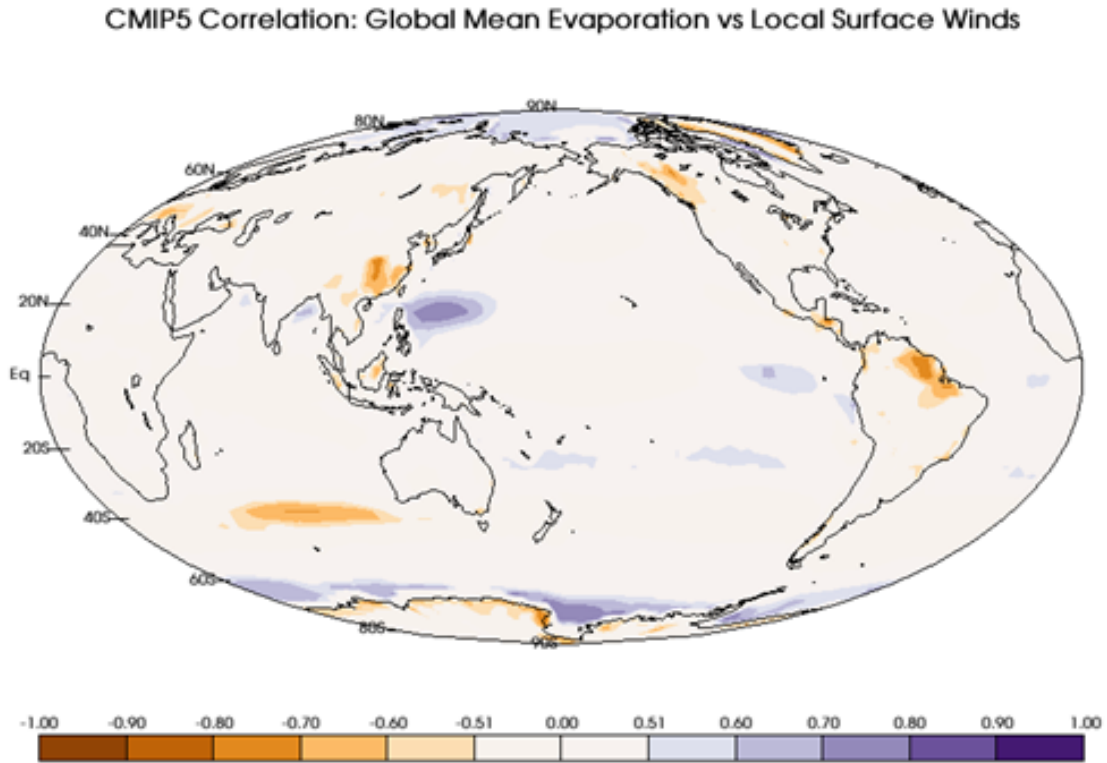 CMIP5 Correlation: Global Mean Evaporation vs Local Surface Winds
90N
80N
60N
40N
20N
Eq
20S
40S
60S
80S
90S
-1.00 -0.90 -0.80 -0.70 -0.60 -0.51 0.00 0.51 0.60 0.70 0.80 0.90 1.00